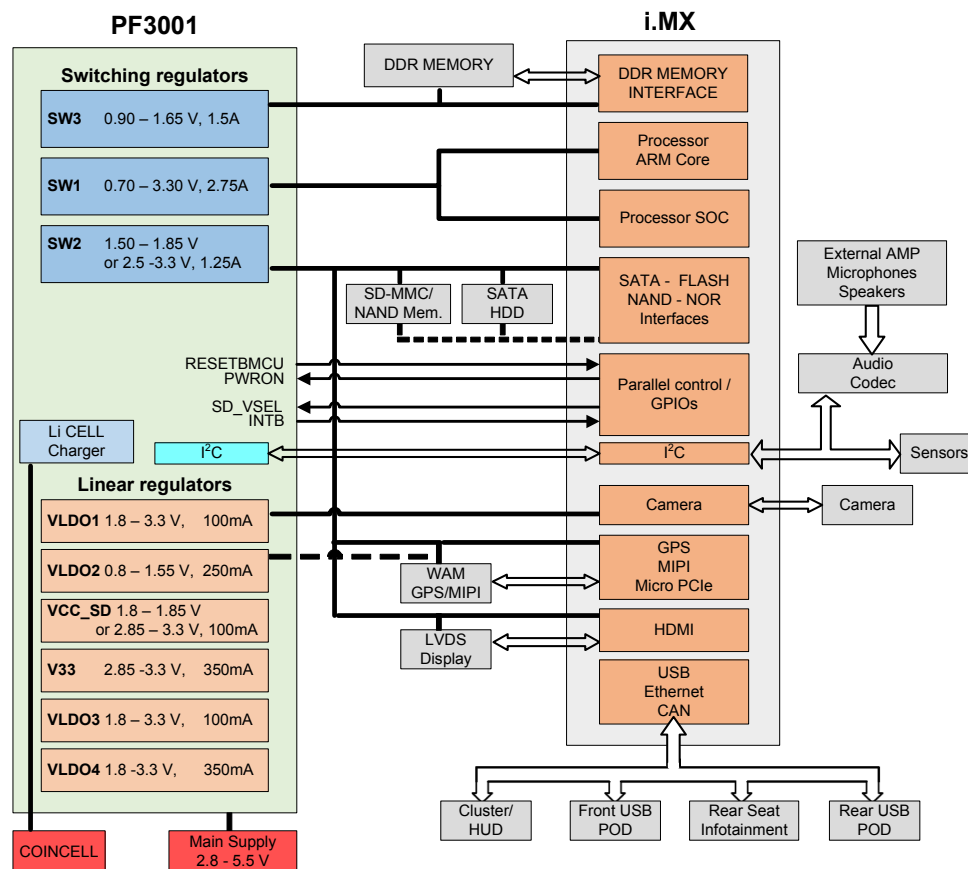 PF3001
Switching regulators
SW3 0.90 – 1.65 V, 1.5A
SW1 0.70 – 3.30 V, 2.75A
SW2 1.50 – 1.85 V
or 2.5 -3.3 V, 1.25A
RESETBMCU
PWRON
SD_VSEL
INTB
Li CELL
Charger
I²C
Linear regulators
VLDO1 1.8 – 3.3 V, 100mA
VLDO2 0.8 – 1.55 V, 250mA
VCC_SD 1.8 – 1.85 V
or 2.85 – 3.3 V, 100mA
V33 2.85 -3.3 V, 350mA
VLDO3 1.8 – 3.3 V, 100mA
VLDO4 1.8 -3.3 V, 350mA
COINCELL
Main Supply
2.8 - 5.5 V
DDR MEMORY
SD-MMC/
NAND Mem.
SATA
HDD
WAM
GPS/MIPI
LVDS
Display
i.MX
DDR MEMORY
INTERFACE
Processor
ARM Core
Processor SOC
SATA - FLASH
NAND - NOR
Interfaces
Parallel control /
GPIOs
I²C
Camera
GPS
MIPI
Micro PCIe
HDMI
USB
Ethernet
CAN
External AMP
Microphones
Speakers
Audio
Codec
Sensors
Camera
Cluster/
HUD
Front USB
POD
Rear Seat
Infotainment
Rear USB
POD